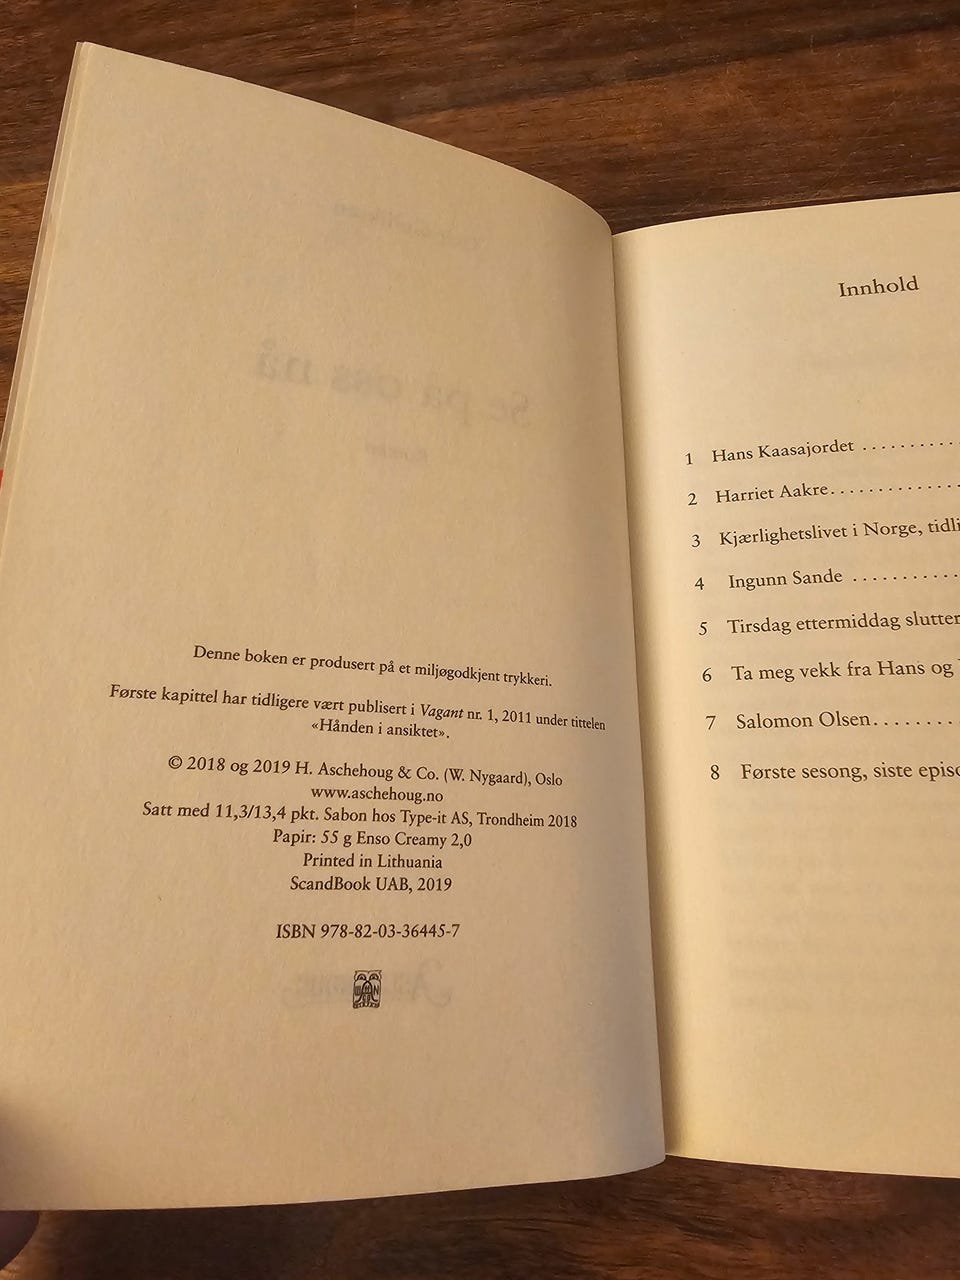 Denne boken er produsert på et miljøgodkjent trykkeri.
Første kapittel har tidligere vært publisert i Vagant nr. 1, 2011 under tittelen
«Hånden i ansiktet».
© 2018 og 2019 H. Aschehoug & Co. (W. Nygaard), Oslo
www.aschehoug.no
Satt med 11,3/13,4 pkt. Sabon hos Type-it AS, Trondheim 2018
Papir: 55 g Enso Creamy 2,0
Printed in Lithuania
ScandBook UAB, 2019
ISBN 978-82-03-36445-7
Innhold
1 Hans Kaasajordet ..........
2 Harriet Aakre.............
3 Kjærlighetslivet i Norge, tidli
4 Ingunn Sande ...........
5 Tirsdag ettermiddag slutter
6 Ta meg vekk fra Hans og
7 Salomon Olsen.........
8 Første sesong, siste epis